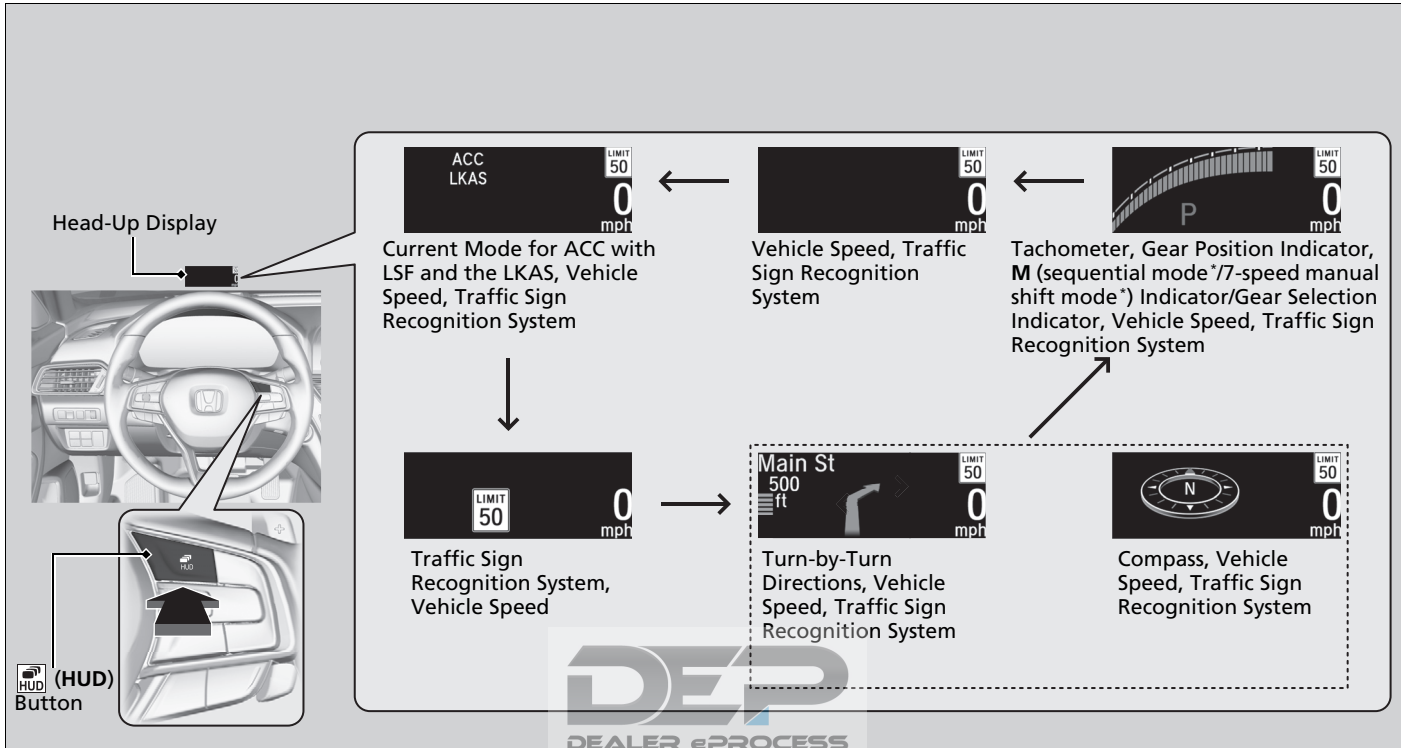 Head-Up Display
HUD
(HUD)
HUD
Button
ACC
LKAS
LIMIT
50
0
mph
Current Mode for ACC with
LSF and the LKAS, Vehicle
Speed, Traffic Sign
Recognition System
LIMIT
50
0
mph
Vehicle Speed, Traffic
Sign Recognition
System
LIMIT
50
P
0
mph
Tachometer, Gear Position Indicator,
M (sequential mode*/7-speed manual
shift mode*) Indicator/Gear Selection
Indicator, Vehicle Speed, Traffic Sign
Recognition System
LIMIT
50
0
mph
Traffic Sign
Recognition System,
Vehicle Speed
Main St
500
ft
LIMIT
50
0
mph
Turn-by-Turn
Directions, Vehicle
Speed, Traffic Sign
Recognition System
N
LIMIT
50
0
mph
Compass, Vehicle
Speed, Traffic Sign
Recognition System
DEP
DEALER ePROCESS